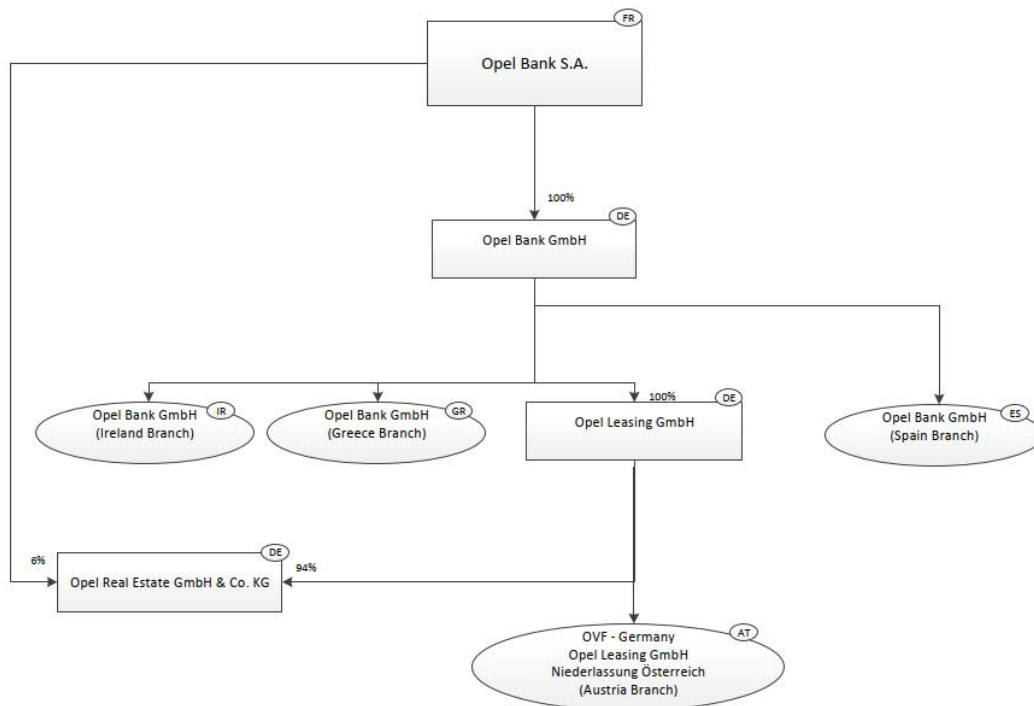 FR
Opel Bank S.A.
100%
DE
Opel Bank GmbH
Opel Bank GmbH
(Ireland Branch)
IR
Opel Bank GmbH
(Greece Branch)
GR
100%
DE
Opel Leasing GmbH
Opel Bank GmbH
(Spain Branch)
ES
6%
DE
Opel Real Estate GmbH & Co. KG
94%
OVF - Germany
Opel Leasing GmbH
Niederlassung Österreich
(Austria Branch)
AT